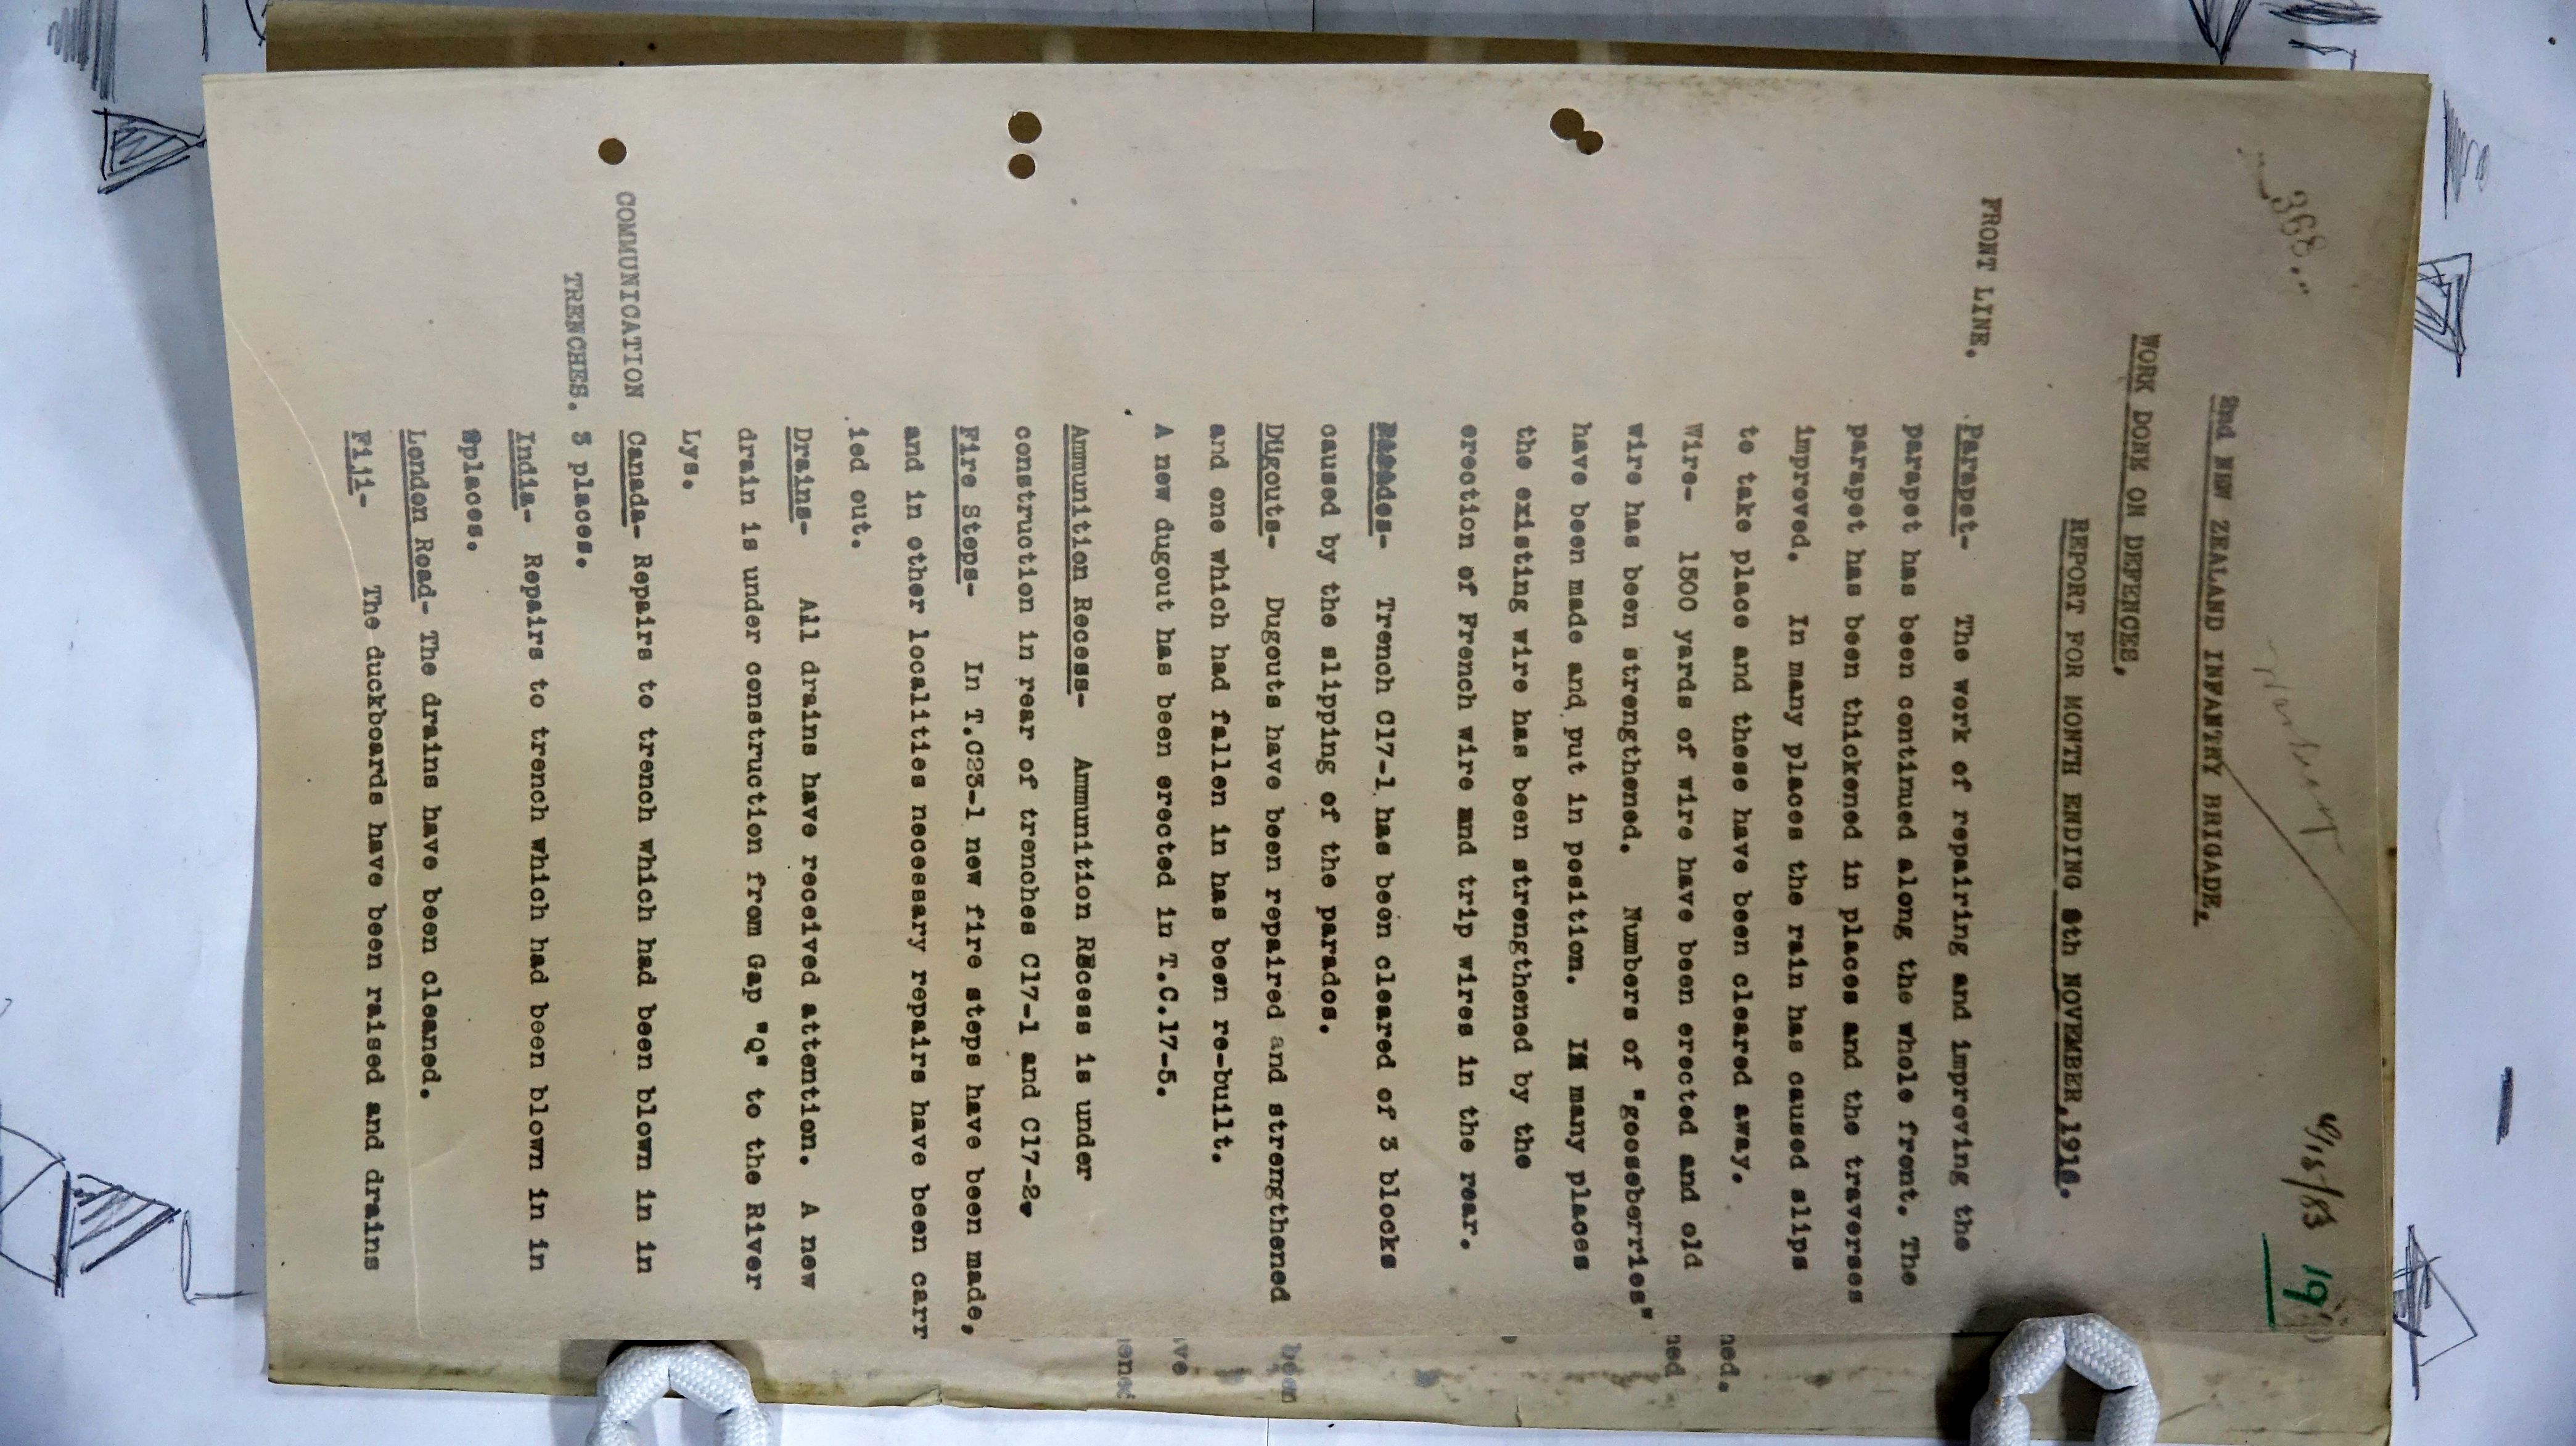 368.
6/15/83 19
2nd NEW ZEALAND INFANTRY BRIGADE,
WORK DONE ON DEFENCES,
REPORT FOR MONTH ENDING 9th NOVEMBER,1916.
FRONT LINE. Parapet- The work of repairing and improving the
parapet has been continued along the whole front. The
parapet has been thickened in places and the traverses
improved. In many places the rain has caused slips
to take place and these have been cleared away.
Wire- 1500 yards of wire have been erected and old
wire has been strengthened. Numbers of "gooseberries"
have been made and put in position. IN many places
the existing wire has been strengthened by the
erection of French wire and trip wires in the rear.
Parados- Trench C17-1 has been cleared of 3 blocks
caused by the slipping of the parados.
DUgouts- Dugouts have been repaired and strengthened
and one which had fallen in has been re-built.
A new dugout has been erected in T.C.17-5.
Ammunition Recess- Ammunition REcess is under
construction in rear of trenches C17-1 and C17-2.
Fire Steps- In T.C23-1 new fire steps have been made,
and in other localities necessary repairs have been carr
ied out.
Drains- All drains have received attention. A new
drain is under construction from Gap "Q" to the River
Lys.
COMMUNICATION Canada- Repairs to trench which had been blown in in
TRENCHES. 3 places.
India- Repairs to trench which had been blown in in
places.
London Road- The drains have been cleaned.
Fiji- The duckboards have been raised and drains
ned.
ned
been
ve